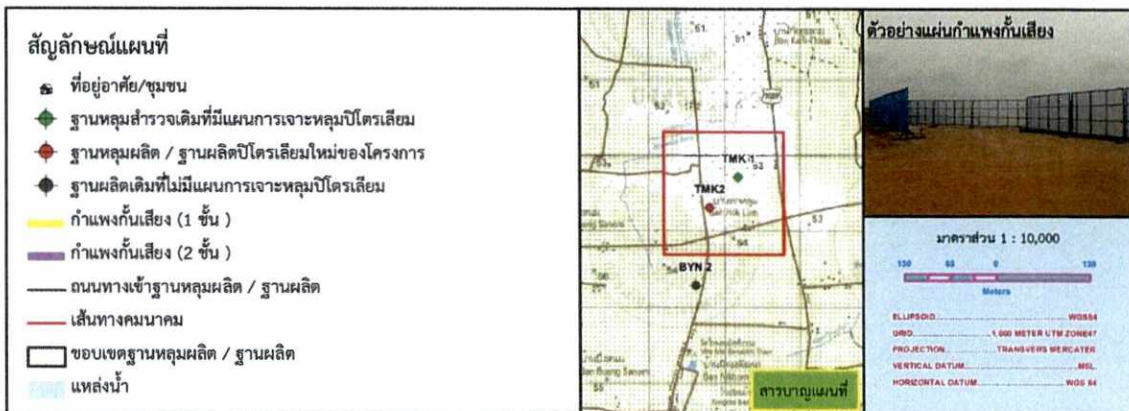 สัญลักษณ์แผนที่
ที่อยู่อาศัย/ชุมชน
ฐานหลุมสำรวจเดิมที่มีแผนการเจาะหลุมปิโตรเลียม
ฐานหลุมผลิต / ฐานผลิตปิโตรเลียมใหม่ของโครงการ
ฐานผลิตเดิมที่ไม่มีแผนการเจาะหลุมปิโตรเลียม
กำแพงกั้นเสียง (1 ชั้น )
กำแพงกั้นเสียง (2 ชั้น )
ถนนทางเข้าฐานหลุมผลิต / ฐานผลิต
เส้นทางคมนาคม
ขอบเขตฐานหลุมผลิต / ฐานผลิต
แหล่งน้ำ
51
51
51
52
52
53
TMK-1
53
TMK2
53
54
BYN 2
56
55
สารบาญแผนที่
ตัวอย่างแผ่นกำแพงกั้นเสียง
มาตราส่วน 1 : 10,000
130 65 0 130
Meters
ELLIPSOID WGS84
GRID 1,000 METER UTM ZONE47
PROJECTION TRANSVERS MERCATER
VERTICAL DATUM MSL
HORIZONTAL DATUM WGS 84